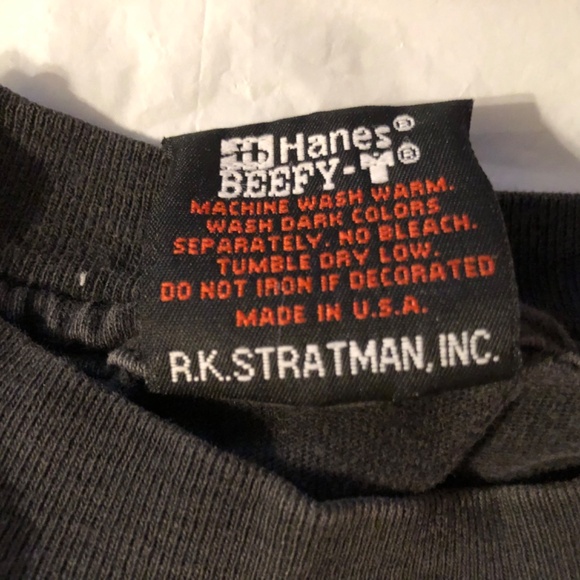 Hanes®
BEEFY-T®
MACHINE WASH WARM.
WASH DARK COLORS
SEPARATELY. NO BLEACH.
TUMBLE DRY LOW.
DO NOT IRON IF DECORATED
MADE IN U.S.A.
R.K.STRATMAN, INC.